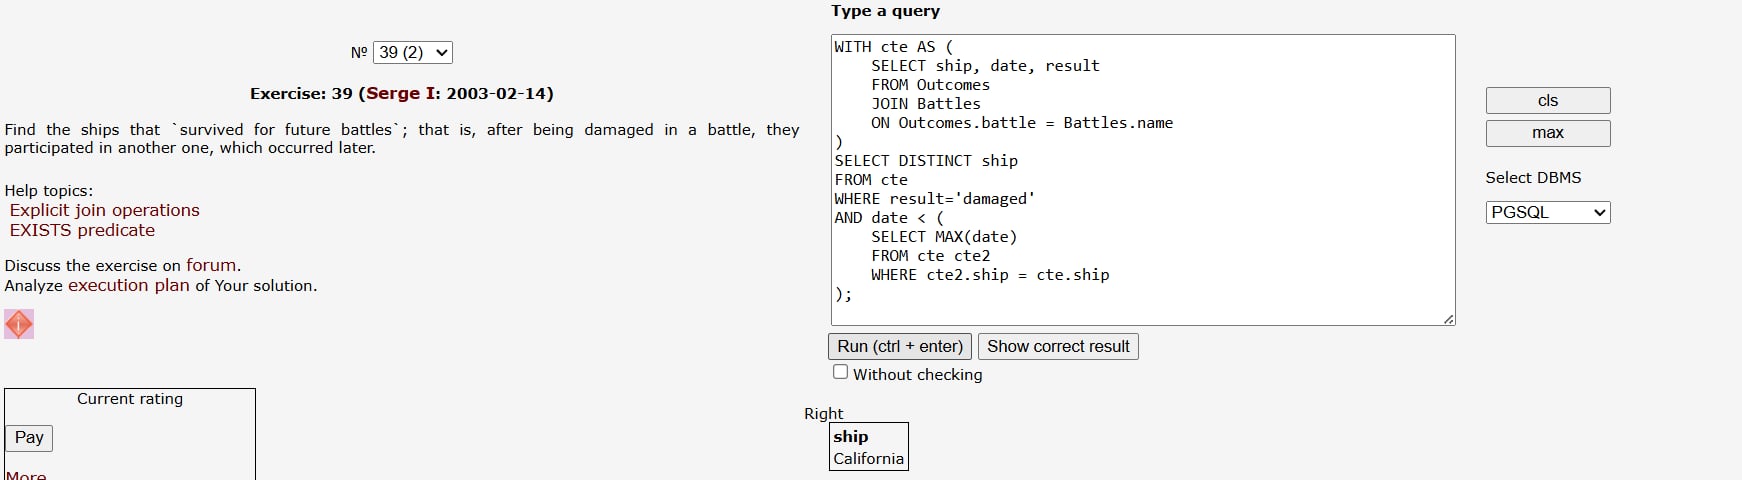 Nº 39 (2)
Exercise: 39 (Serge I: 2003-02-14)
Find the ships that `survived for future battles`; that is, after being damaged in a battle, they
participated in another one, which occurred later.
Help topics:
Explicit join operations
EXISTS predicate
Discuss the exercise on forum.
Analyze execution plan of Your solution.
Current rating
Pay
More
Type a query
WITH cte AS (
    SELECT ship, date, result
    FROM Outcomes
    JOIN Battles
    ON Outcomes.battle = Battles.name
)
SELECT DISTINCT ship
FROM cte
WHERE result='damaged'
AND date < (
    SELECT MAX(date)
    FROM cte cte2
    WHERE cte2.ship = cte.ship
);
Run (ctrl + enter) Show correct result
Without checking
Right
ship
California
cls
max
Select DBMS
PGSQL